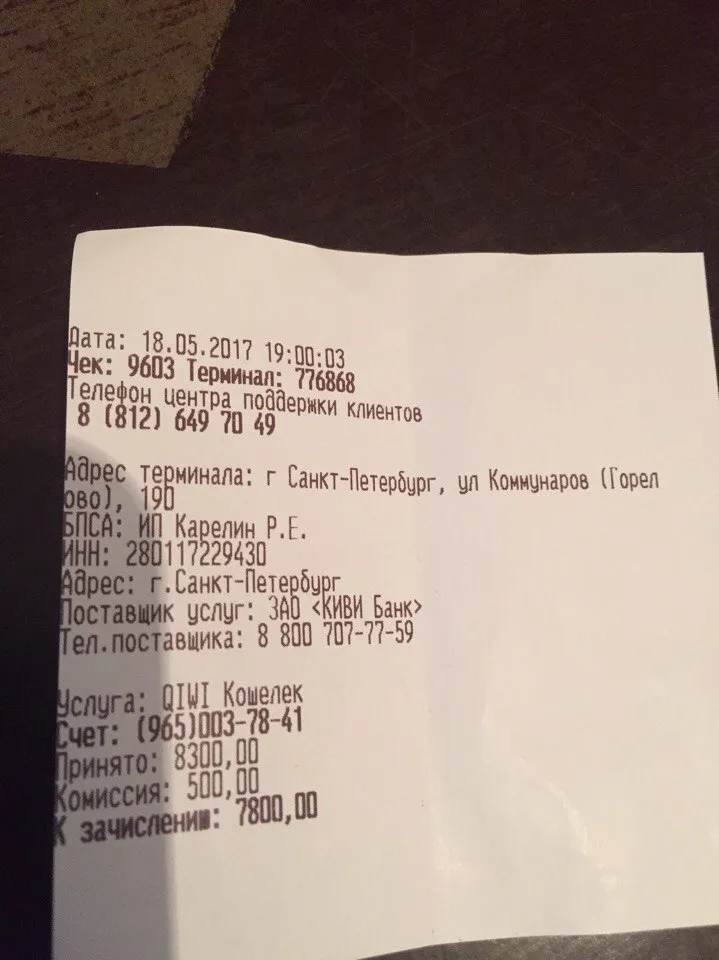 Дата: 18.05.2017 19:00:03
Чек: 9603 Терминал: 776868
Телефон центра поддержки клиентов
8 (812) 649 70 49
Адрес терминала: г Санкт-Петербург, ул Коммунаров (Горел
ово), 190
БПСА: ИП Карелин Р.Е.
ИНН: 280117229430
Адрес: г.Санкт-Петербург
Поставщик услуг: ЗАО <КИВИ Банк>
Тел.поставщика: 8 800 707-77-59
Услуга: QIWI Кошелек
Счет: (965)003-78-41
Принято: 8300,00
Комиссия: 500,00
К зачислению: 7800,00